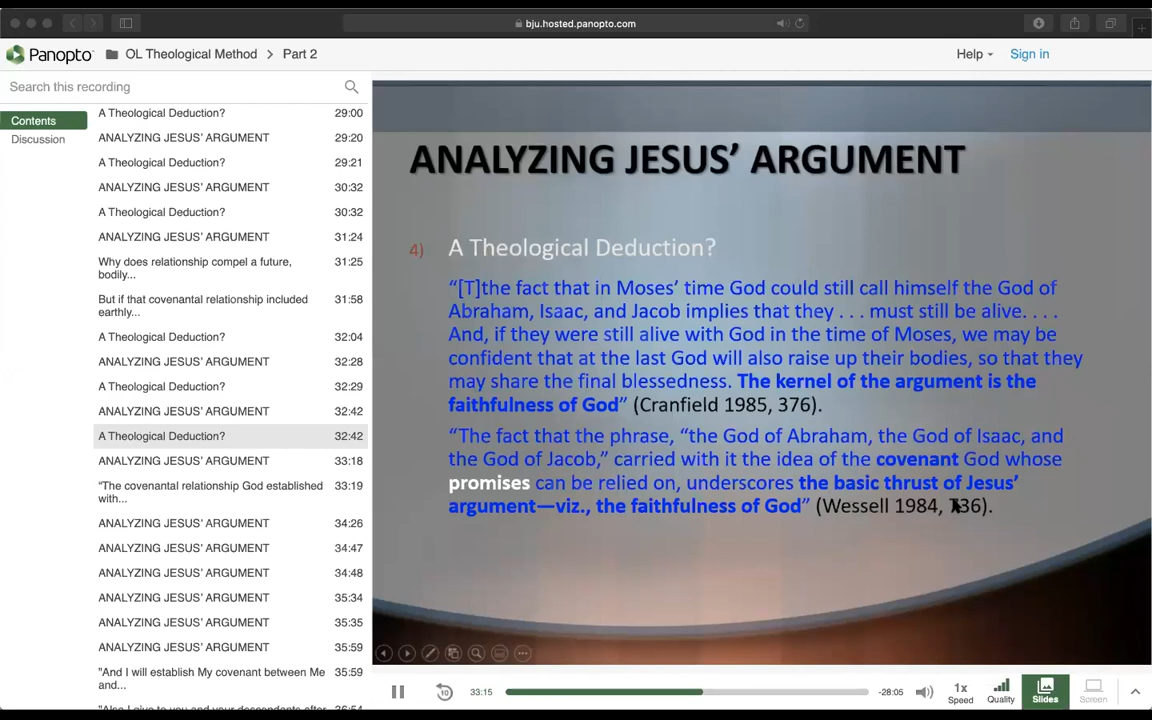 bju.hosted.panopto.com
Panopto
OL Theological Method > Part 2
Help
Sign in
Search this recording
Contents
Discussion
A Theological Deduction? 29:00
ANALYZING JESUS' ARGUMENT 29:20
A Theological Deduction? 29:21
ANALYZING JESUS' ARGUMENT 30:32
A Theological Deduction? 30:32
ANALYZING JESUS' ARGUMENT 31:24
Why does relationship compel a future, 31:25
bodily...
But if that covenantal relationship included 31:58
earthly...
A Theological Deduction? 32:04
ANALYZING JESUS' ARGUMENT 32:28
A Theological Deduction? 32:29
ANALYZING JESUS' ARGUMENT 32:42
A Theological Deduction? 32:42
ANALYZING JESUS' ARGUMENT 33:18
"The covenantal relationship God established 33:19
with...
ANALYZING JESUS' ARGUMENT 34:26
ANALYZING JESUS' ARGUMENT 34:47
ANALYZING JESUS' ARGUMENT 34:48
ANALYZING JESUS' ARGUMENT 35:34
ANALYZING JESUS' ARGUMENT 35:35
ANALYZING JESUS' ARGUMENT 35:59
"And I will establish My covenant between Me 35:59
and...
"Also I give to you and your descendants after 36:54
ANALYZING JESUS' ARGUMENT
4) A Theological Deduction?
"[T]the fact that in Moses' time God could still call himself the God of
Abraham, Isaac, and Jacob implies that they . . . must still be alive. . . .
And, if they were still alive with God in the time of Moses, we may be
confident that at the last God will also raise up their bodies, so that they
may share the final blessedness. The kernel of the argument is the
faithfulness of God" (Cranfield 1985, 376).
"The fact that the phrase, "the God of Abraham, the God of Isaac, and
the God of Jacob," carried with it the idea of the covenant God whose
promises can be relied on, underscores the basic thrust of Jesus'
argument—viz., the faithfulness of God" (Wessell 1984, 736).
10
33:15
-28:05
1x
Speed
Quality
Slides
Screen